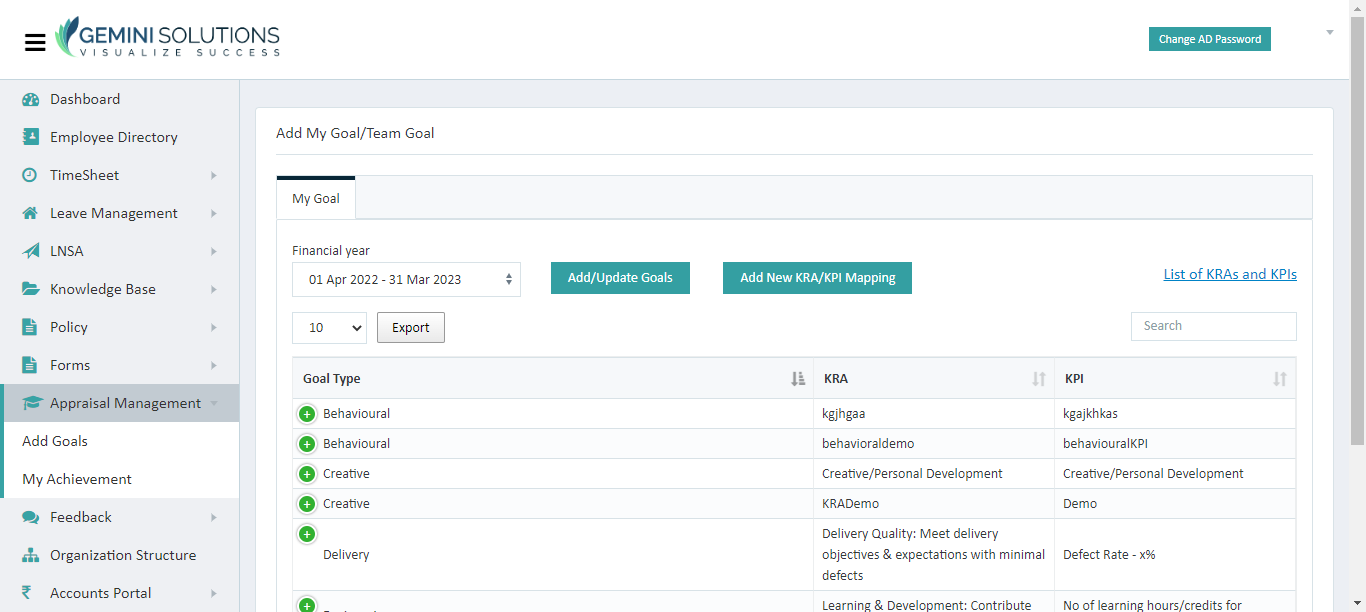 GEMINI SOLUTIONS
VISUALIZE SUCCESS
Change AD Password
Dashboard
Employee Directory
TimeSheet
Leave Management
LNSA
Knowledge Base
Policy
Forms
Appraisal Management
Add Goals
My Achievement
Feedback
Organization Structure
Accounts Portal
Add My Goal/Team Goal
My Goal
Financial year
01 Apr 2022 - 31 Mar 2023
Add/Update Goals
Add New KRA/KPI Mapping
List of KRAs and KPIs
10
Export
Search
Goal Type KRA KPI
Behavioural kgjhgaa kgajkhkas
Behavioural behavioraldemo behaviouralKPI
Creative Creative/Personal Development Creative/Personal Development
Creative KRADemo Demo
Delivery Quality: Meet delivery
Delivery objectives & expectations with minimal Defect Rate - x%
defects
Learning & Development: Contribute No of learning hours/credits for